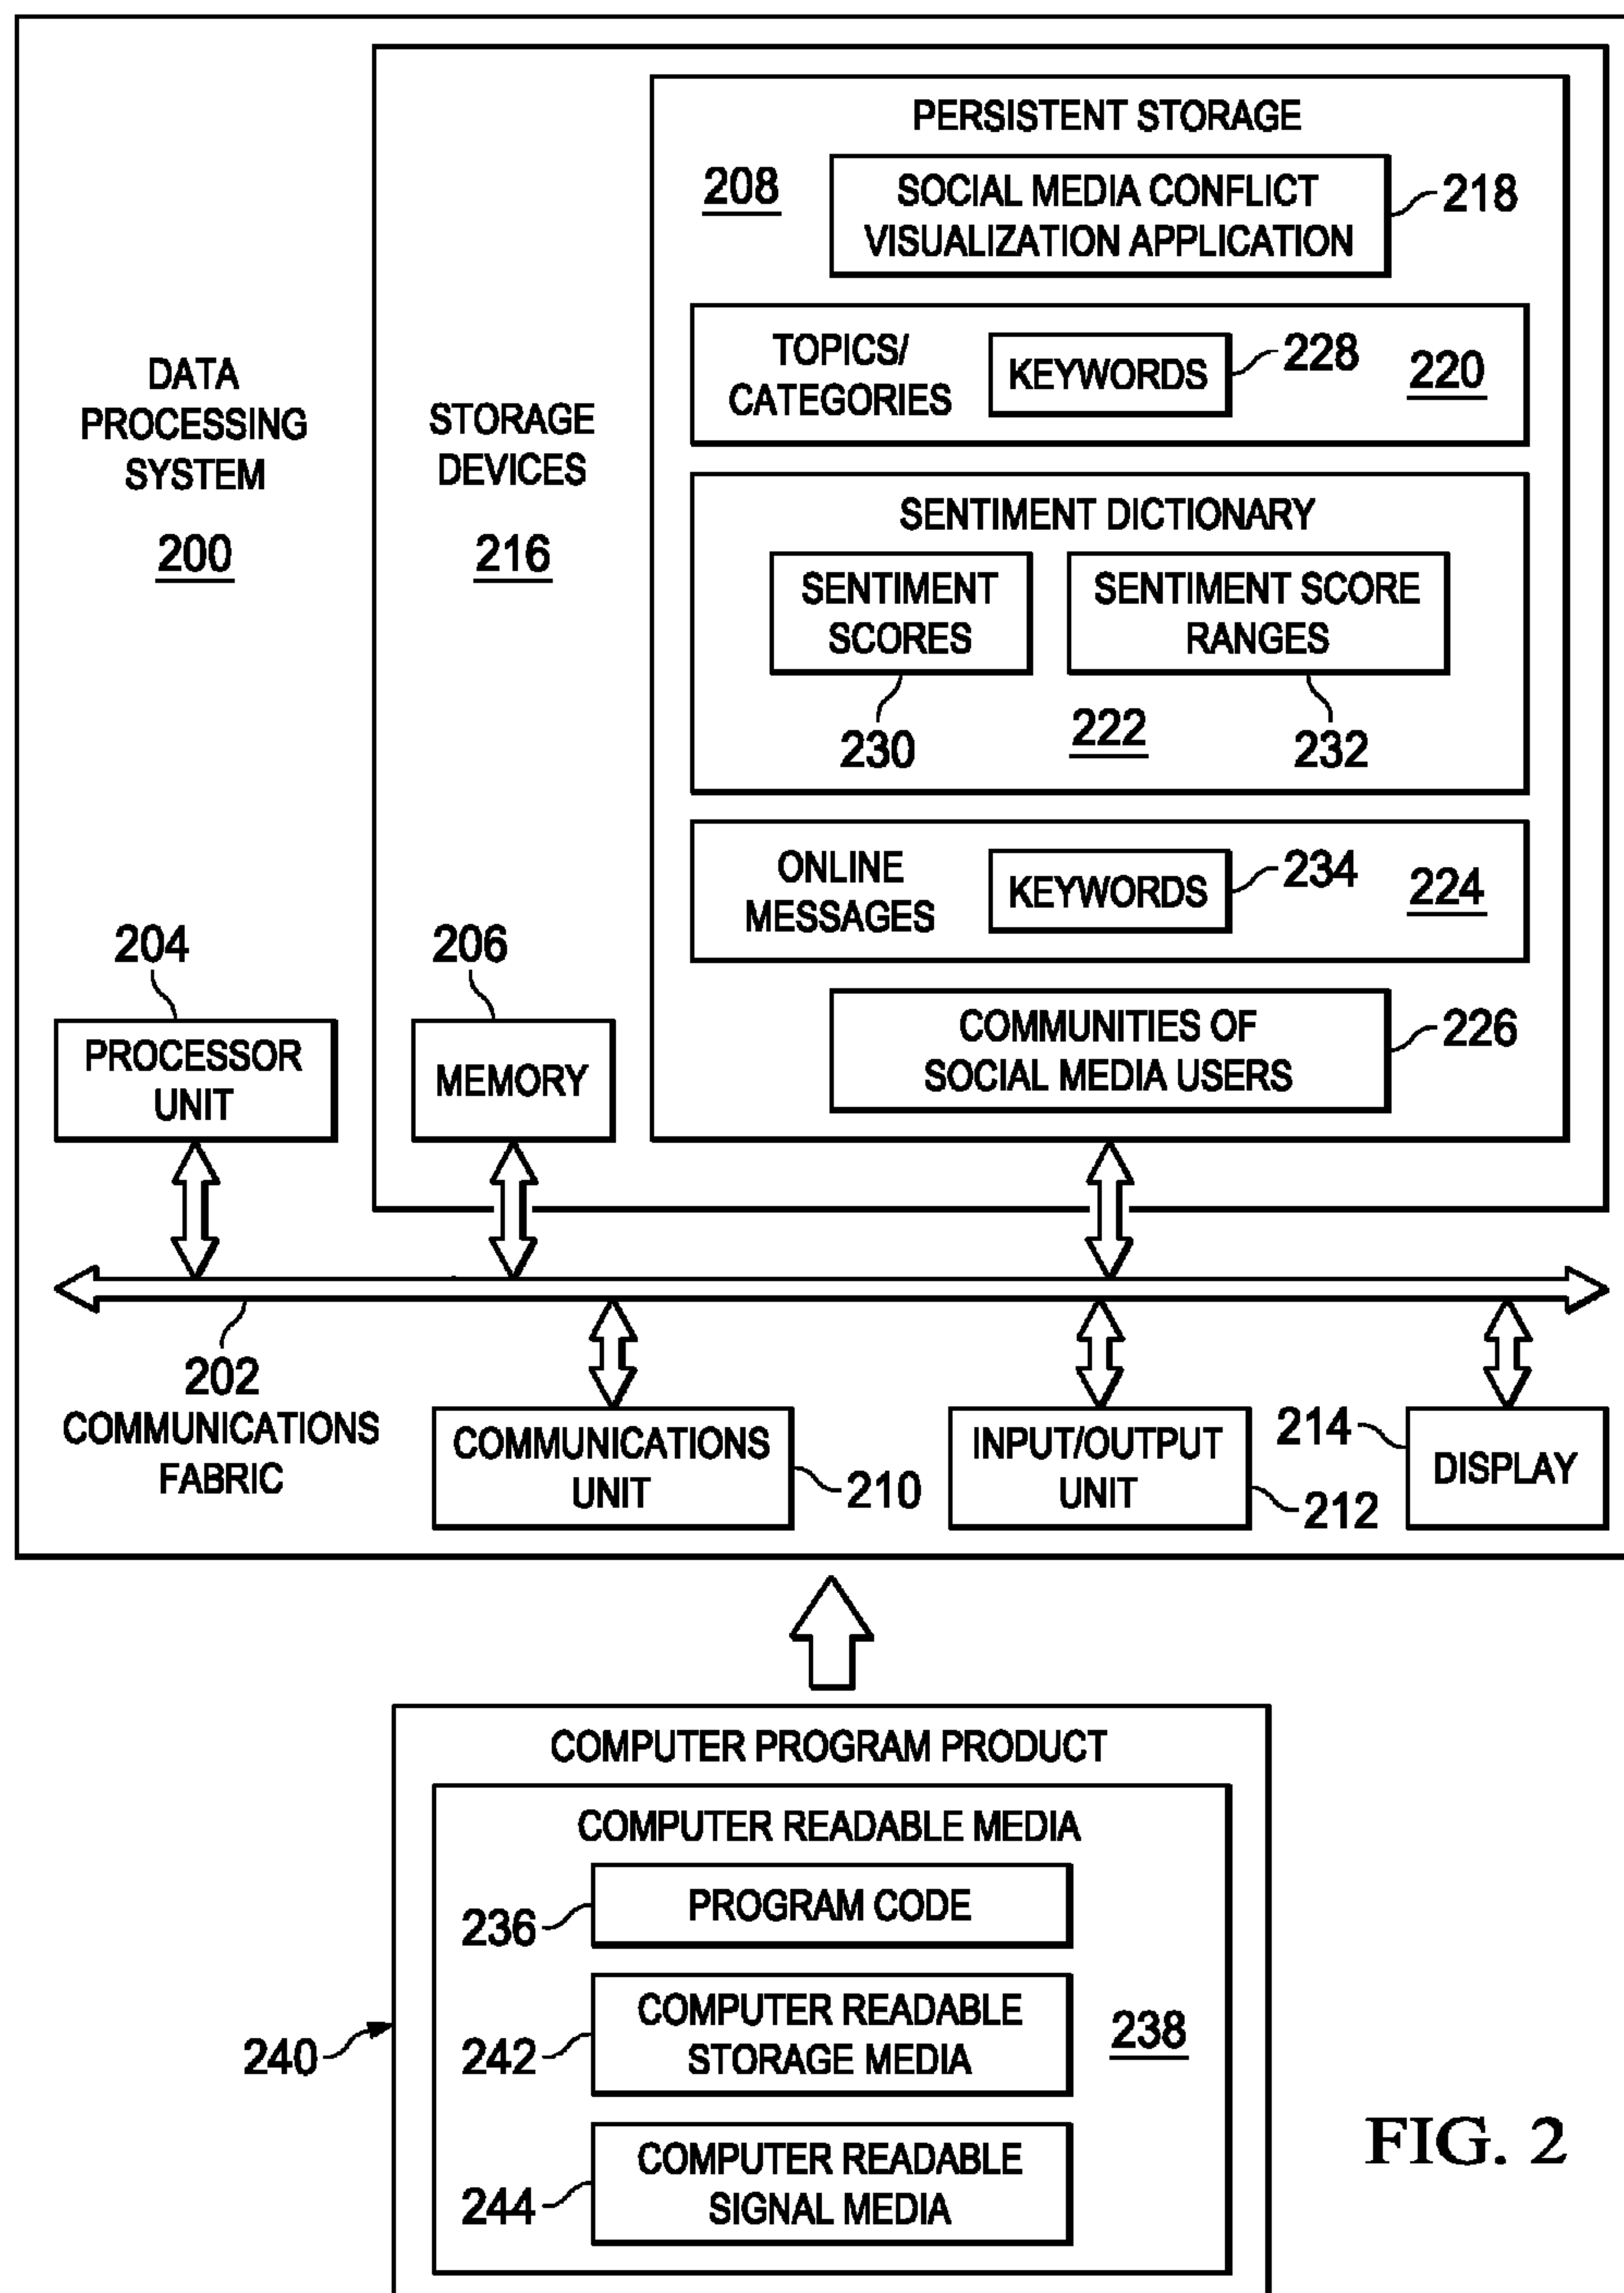 PERSISTENT STORAGE
208
SOCIAL MEDIA CONFLICT
VISUALIZATION APPLICATION
218
TOPICS/
CATEGORIES
KEYWORDS
228
220
DATA
PROCESSING
SYSTEM
200
STORAGE
DEVICES
216
SENTIMENT DICTIONARY
SENTIMENT
SCORES
SENTIMENT SCORE
RANGES
230
222
232
ONLINE
MESSAGES
KEYWORDS
234
224
204
PROCESSOR
UNIT
206
MEMORY
COMMUNITIES OF
SOCIAL MEDIA USERS
226
202
COMMUNICATIONS
FABRIC
COMMUNICATIONS
UNIT
210
INPUT/OUTPUT
UNIT
212
214
DISPLAY
COMPUTER PROGRAM PRODUCT
COMPUTER READABLE MEDIA
236
PROGRAM CODE
240
242
COMPUTER READABLE
STORAGE MEDIA
238
244
COMPUTER READABLE
SIGNAL MEDIA
FIG. 2